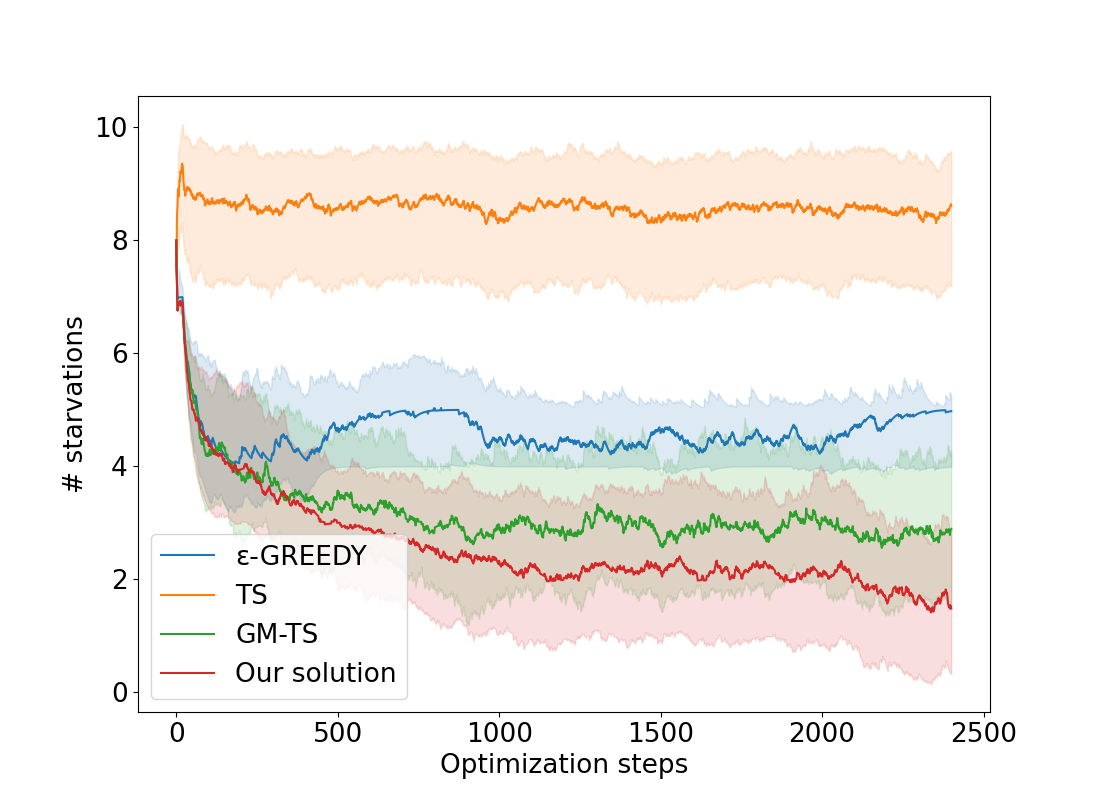 10
8
6
4
2
0
# starvations
ε-GREEDY
TS
GM-TS
Our solution
0 500 1000 1500 2000 2500
Optimization steps